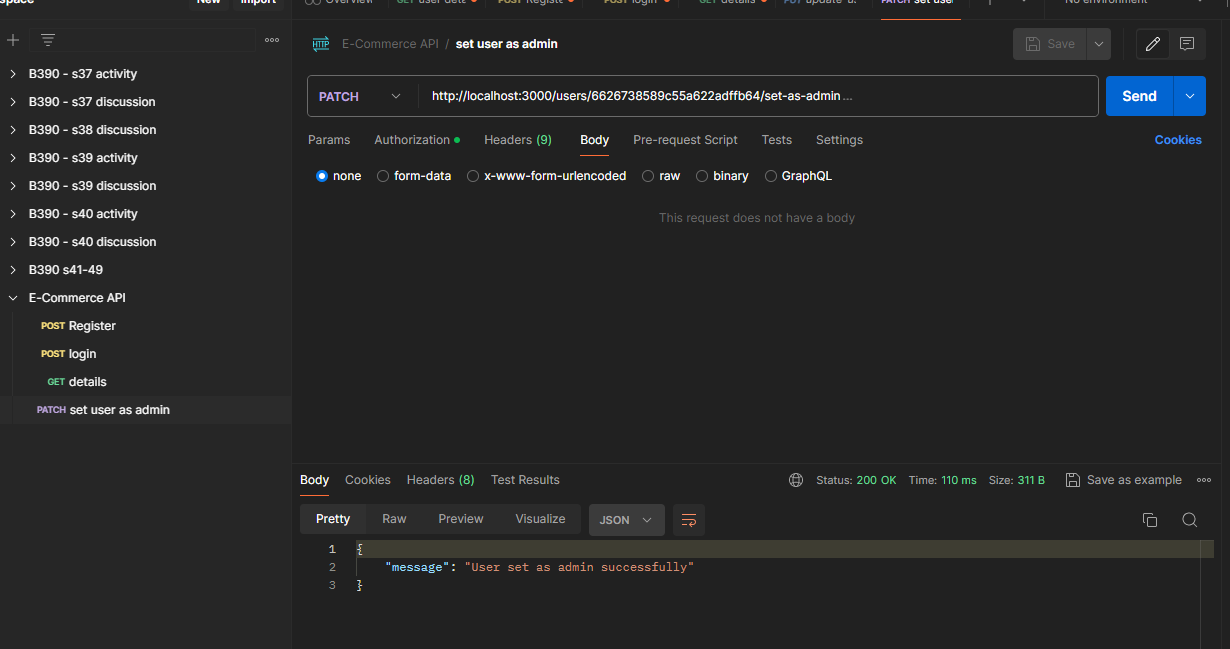 New Import
Overview GET user deta POST Registe POST login GET details PUT update u. PATCH set use No environment
E-Commerce API / set user as admin
Save
PATCH
http://localhost:3000/users/6626738589c55a622adffb64/set-as-admin ...
Send
Params Authorization Headers (9) Body Pre-request Script Tests Settings Cookies
none form-data x-www-form-urlencoded raw binary GraphQL
This request does not have a body
B390 - s37 activity
B390 - s37 discussion
B390 - s38 discussion
B390 - s39 activity
B390 - s39 discussion
B390 - s40 activity
B390 - s40 discussion
B390 s41-49
E-Commerce API
POST Register
POST login
GET details
PATCH set user as admin
Body Cookies Headers (8) Test Results
Status: 200 OK Time: 110 ms Size: 311 B Save as example
Pretty Raw Preview Visualize JSON
1 {
2 "message": "User set as admin successfully"
3 }